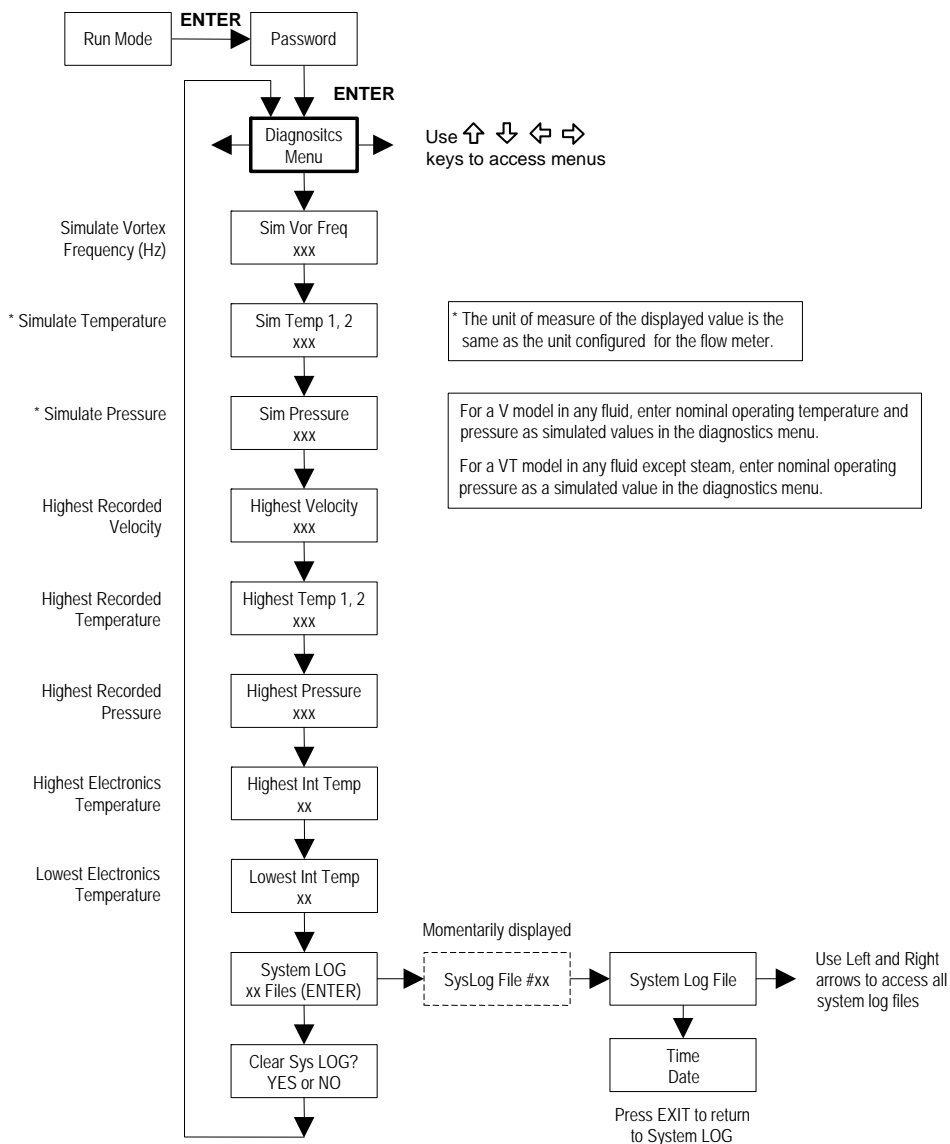 ENTER
Run Mode
Password
ENTER
Diagnositcs
Menu
Use
keys to access menus
Simulate Vortex
Frequency (Hz)
Sim Vor Freq
xxx
* Simulate Temperature
Sim Temp 1, 2
xxx
* The unit of measure of the displayed value is the
same as the unit configured for the flow meter.
* Simulate Pressure
Sim Pressure
xxx
For a V model in any fluid, enter nominal operating temperature and
pressure as simulated values in the diagnostics menu.
For a VT model in any fluid except steam, enter nominal operating
pressure as a simulated value in the diagnostics menu.
Highest Recorded
Velocity
Highest Velocity
xxx
Highest Recorded
Temperature
Highest Temp 1, 2
xxx
Highest Recorded
Pressure
Highest Pressure
xxx
Highest Electronics
Temperature
Highest Int Temp
xx
Lowest Electronics
Temperature
Lowest Int Temp
xx
System LOG
xx Files (ENTER)
Momentarily displayed
SysLog File #xx
System Log File
Use Left and Right
arrows to access all
system log files
Clear Sys LOG?
YES or NO
Time
Date
Press EXIT to return
to System LOG